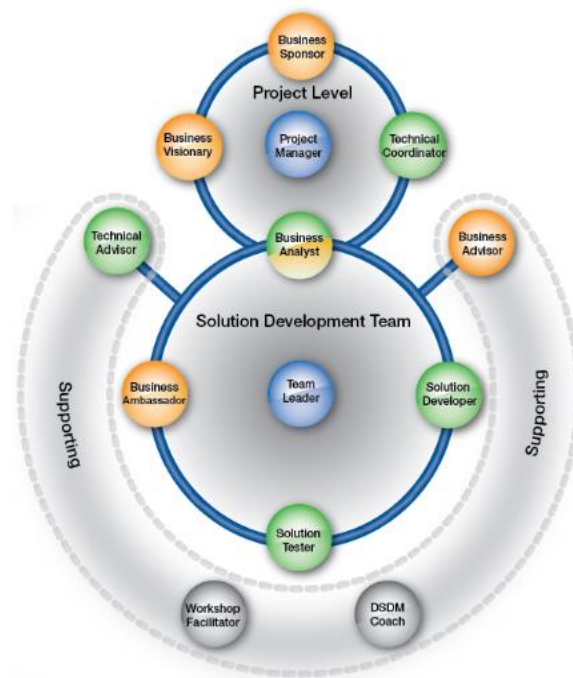 Business
Sponsor
Project Level
Business
Visionary
Project
Manager
Technical
Coordinator
Technical
Advisor
Business
Analyst
Business
Advisor
Solution Development Team
Supporting
Business
Ambassador
Team
Leader
Solution
Developer
Supporting
Solution
Tester
Workshop
Facilitator
DSDM
Coach